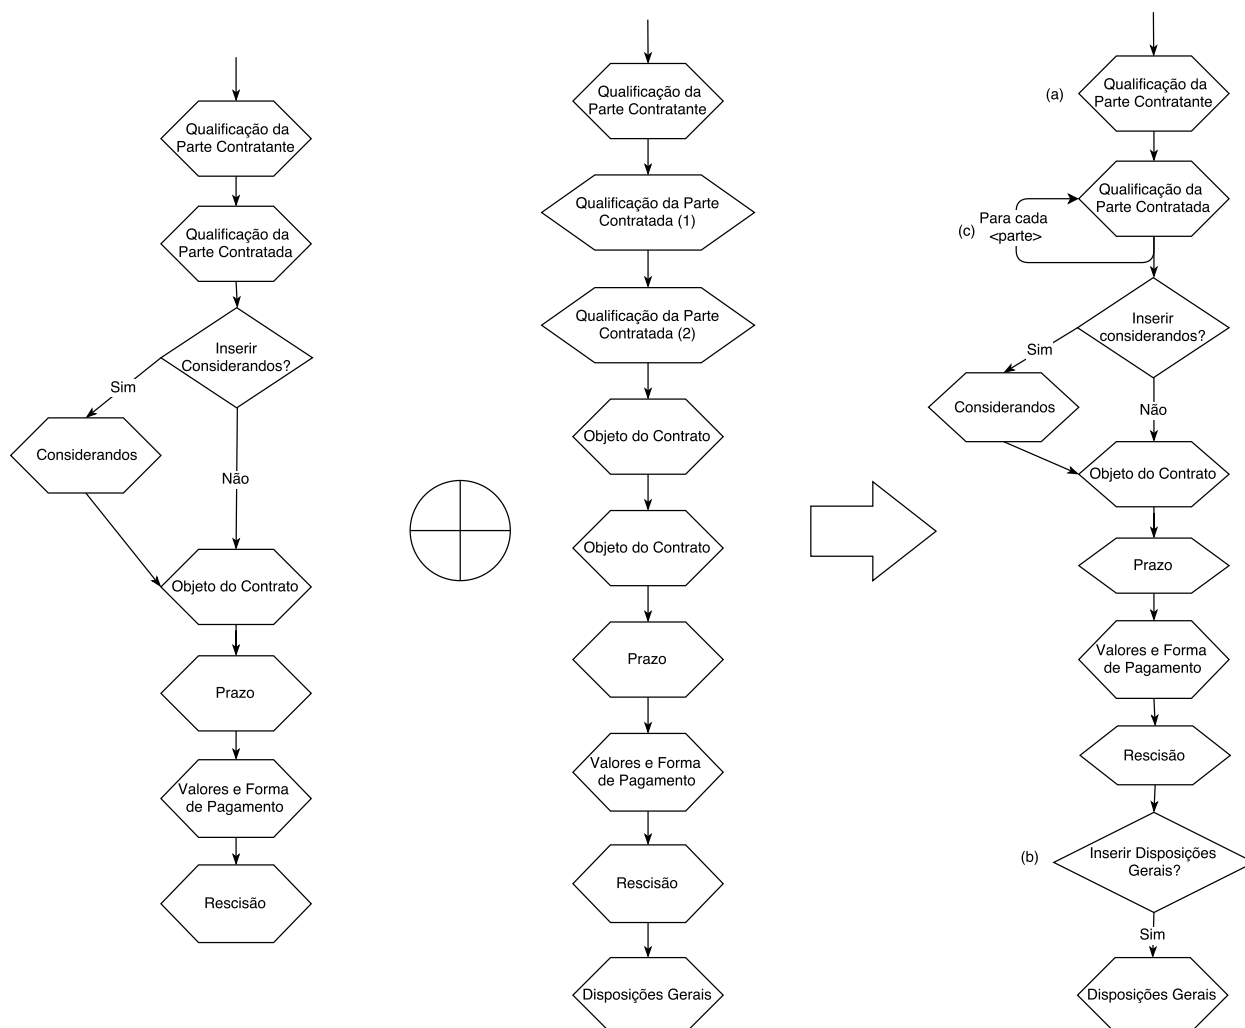 Qualificação da
Parte Contratante
Qualificação da
Parte Contratada
Inserir
Considerandos?
Sim
Considerandos
Não
Objeto do Contrato
Prazo
Valores e Forma
de Pagamento
Rescisão
Qualificação da
Parte Contratante
Qualificação da Parte
Contratada (1)
Qualificação da Parte
Contratada (2)
Objeto do Contrato
Objeto do Contrato
Prazo
Valores e Forma
de Pagamento
Rescisão
Disposições Gerais
(a)
Qualificação da
Parte Contratante
Qualificação da
Parte Contratada
(c)
Para cada
<parte>
Inserir
considerandos?
Sim
Considerandos
Não
Objeto do Contrato
Prazo
Valores e Forma
de Pagamento
Rescisão
(b)
Inserir Disposições
Gerais?
Sim
Disposições Gerais